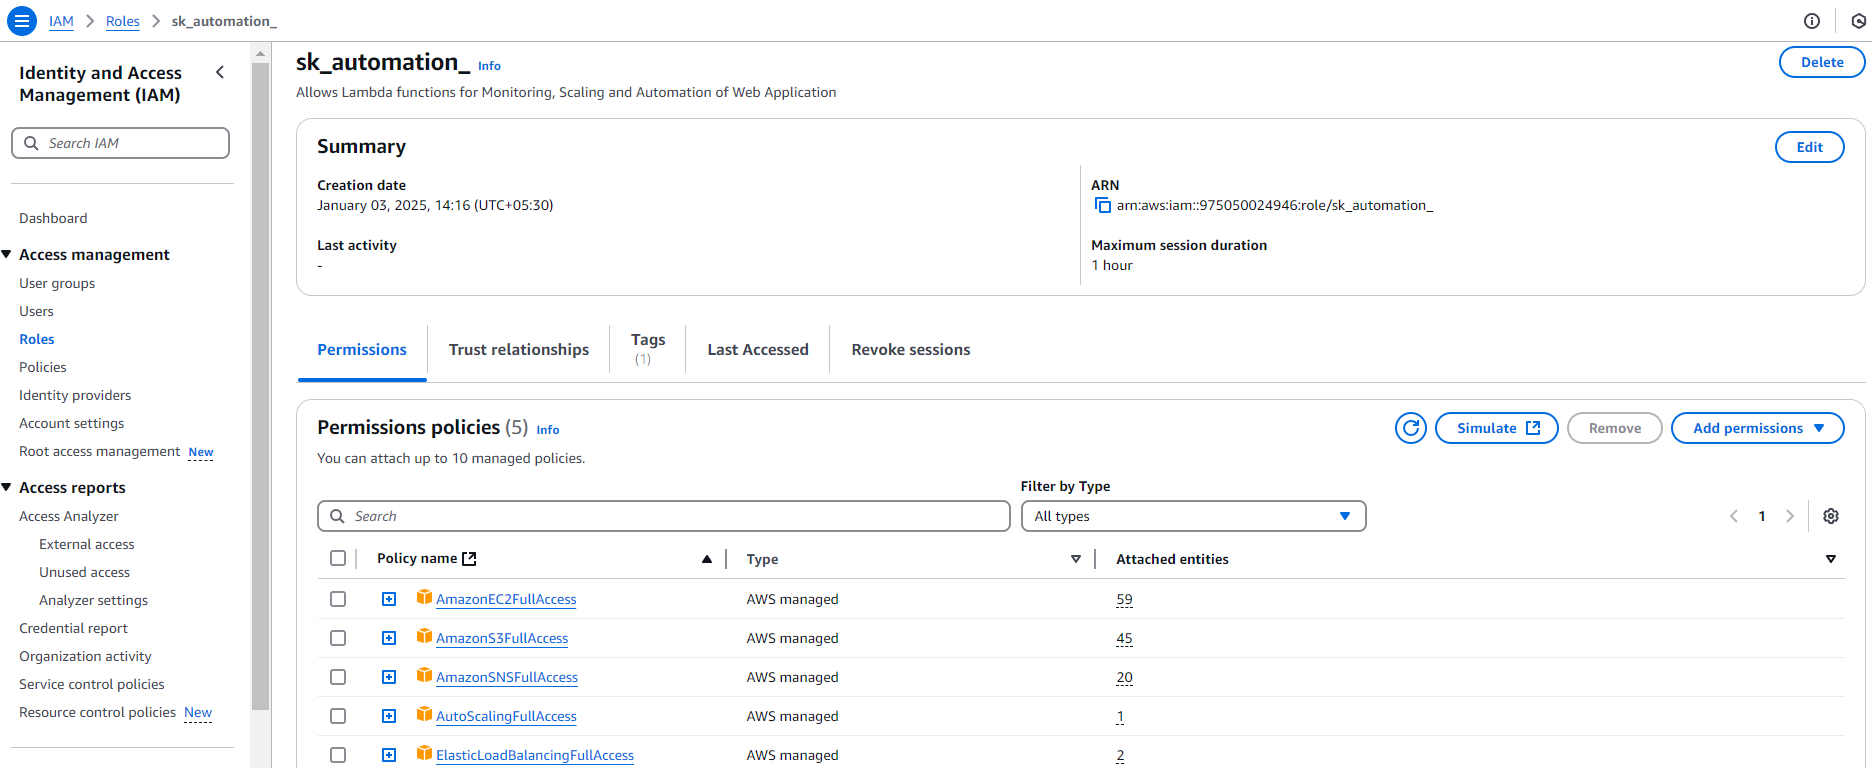 IAM > Roles > sk_automation_
Identity and Access
Management (IAM)
Search IAM
Dashboard
Access management
User groups
Users
Roles
Policies
Identity providers
Account settings
Root access management New
Access reports
Access Analyzer
External access
Unused access
Analyzer settings
Credential report
Organization activity
Service control policies
Resource control policies New
sk_automation_ Info
Delete
Allows Lambda functions for Monitoring, Scaling and Automation of Web Application
Summary
Edit
Creation date
January 03, 2025, 14:16 (UTC+05:30)
ARN
arn:aws:iam::975050024946:role/sk_automation_
Last activity
-
Maximum session duration
1 hour
Permissions
Trust relationships
Tags
(1)
Last Accessed
Revoke sessions
Permissions policies (5) Info
Simulate
Remove
Add permissions
You can attach up to 10 managed policies.
Filter by Type
Search
All types
1
Policy name Type Attached entities
AmazonEC2FullAccess AWS managed 59
AmazonS3FullAccess AWS managed 45
AmazonSNSFullAccess AWS managed 20
AutoScalingFullAccess AWS managed 1
ElasticLoadBalancingFullAccess AWS managed 2